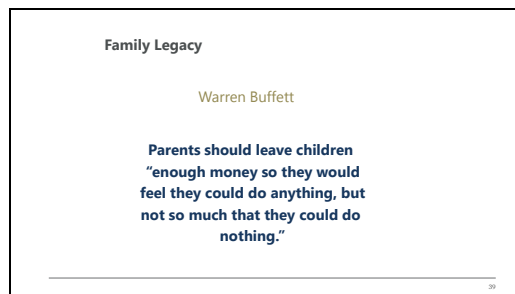 Family Legacy
Warren Buffett
Parents should leave children
“enough money so they would
feel they could do anything, but
not so much that they could do
nothing.”
39